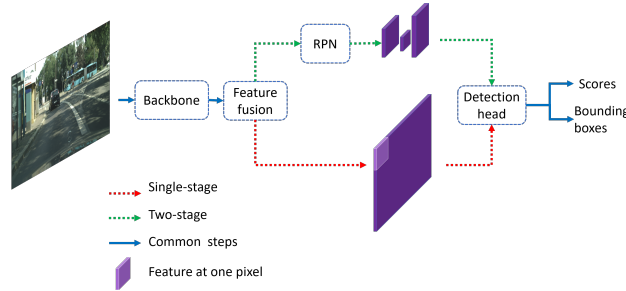 RPN
Backbone
Feature
fusion
Detection
head
Scores
Bounding
boxes
Single-stage
Two-stage
Common steps
Feature at one pixel